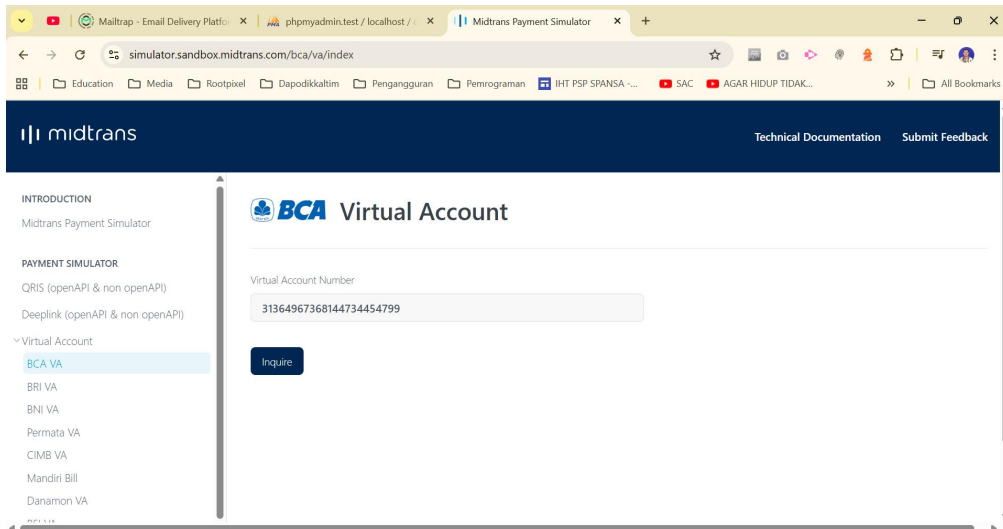 Mailtrap - Email Delivery Platfo
phpmyadmin.test / localhost /
Midtrans Payment Simulator
simulator.sandbox.midtrans.com/bca/va/index
Education
Media
Rootpixel
Dapodikkaltim
Pengangguran
Pemrograman
IHT PSP SPANSA -...
SAC
AGAR HIDUP TIDAK...
All Bookmarks
midtrans
Technical Documentation
Submit Feedback
INTRODUCTION
Midtrans Payment Simulator
PAYMENT SIMULATOR
QRIS (openAPI & non openAPI)
Deeplink (openAPI & non openAPI)
Virtual Account
BCA VA
BRI VA
BNI VA
Permata VA
CIMB VA
Mandiri Bill
Danamon VA
BCA Virtual Account
Virtual Account Number
31364967368144734454799
Inquire